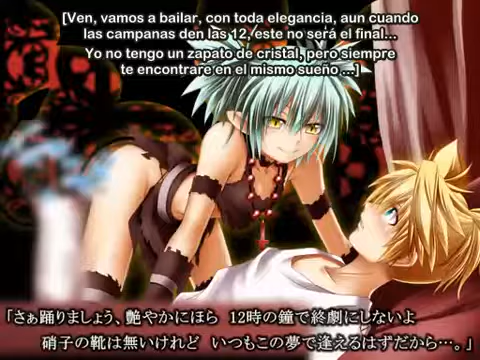 [Ven, vamos a bailar, con toda elegancia, aun cuando
las campanas den las 12, este no será el final...
Yo no tengo un zapato de cristal, pero siempre
te encontrare en el mismo sueño ...]
「さぁ踊りましょう、艶やかにほら 12時の鐘で終劇にしないよ
硝子の靴は無いけれど いつもこの夢で逢えるはずだから…。」